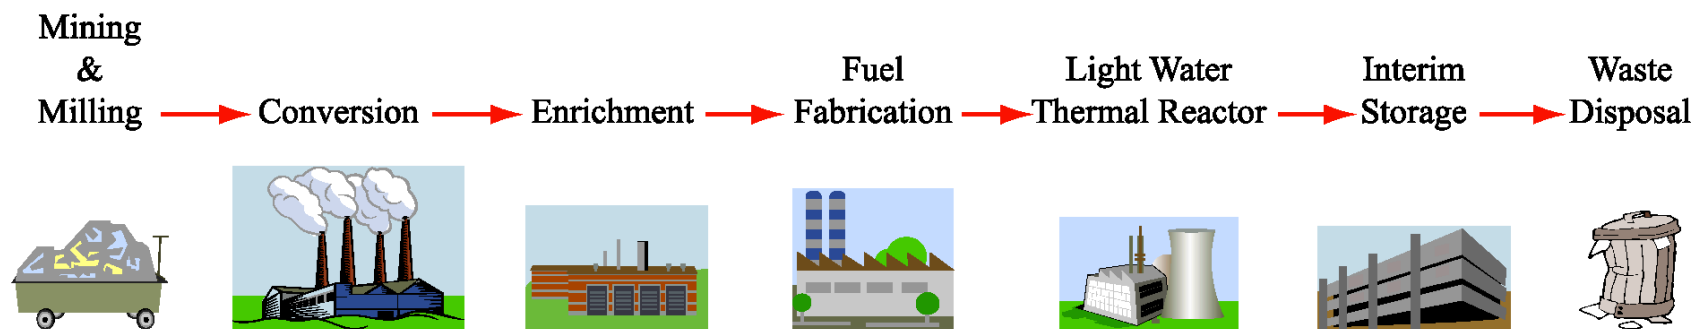 Mining
&
Milling
Conversion
Enrichment
Fuel
Fabrication
Light Water
Thermal Reactor
Interim
Storage
Waste
Disposal